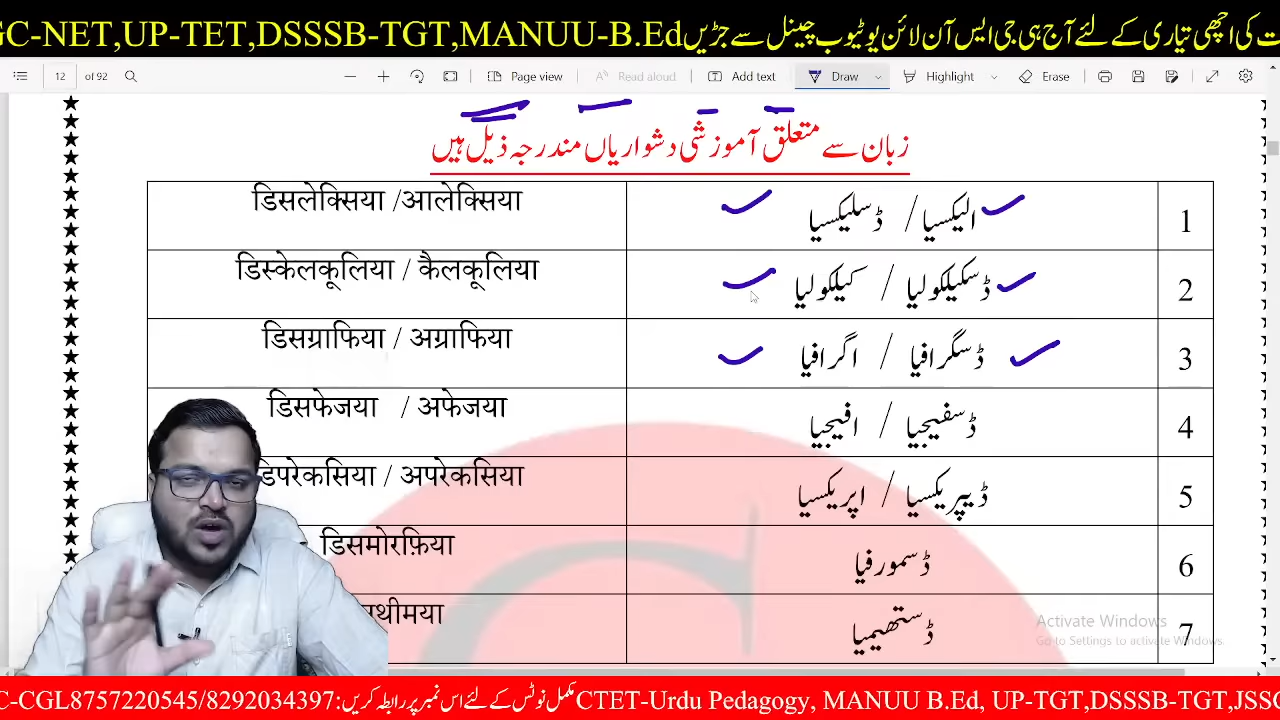 GC-NET,UP-TET,DSSSB-TGT,MANUU-B.Edت کی اچھی تیاری کے لئے آج ہی جی ایس آن لائن یوٹیوب چینل سے جڑیں
12 of 92 Page view Read aloud Add text Draw Highlight Erase
زبان سے متعلق آموزشی دشواریاں مندرجہ ذیل ہیں
1 الیکسیا / ڈسلیکسیا डिसलेक्सिया /आलेक्सिया
2 ڈسکیلکولیا / کیلکولیا डिस्केलकूलिया / कैलकूलिया
3 ڈسگرافیا / اگرافیا डिसग्राफिया / अग्राफिया
4 ڈسفیجیا / افیجیا डिसफेजया / अफेजया
5 ڈیپریکسیا / اپریکسیا डिपरेकसिया / अपरेकसिया
6 ڈسمورفیا डिसमोरफ़िया
7 ڈستھیمیا थीमया
Activate Windows
Go to Settings to activate Windows.
C-CGL8757220545/8292034397:مکمل نوٹس کے لئے اس نمبر پر رابطہ کریں CTET-Urdu Pedagogy, MANUU B.Ed, UP-TGT,DSSSB-TGT,JSSC